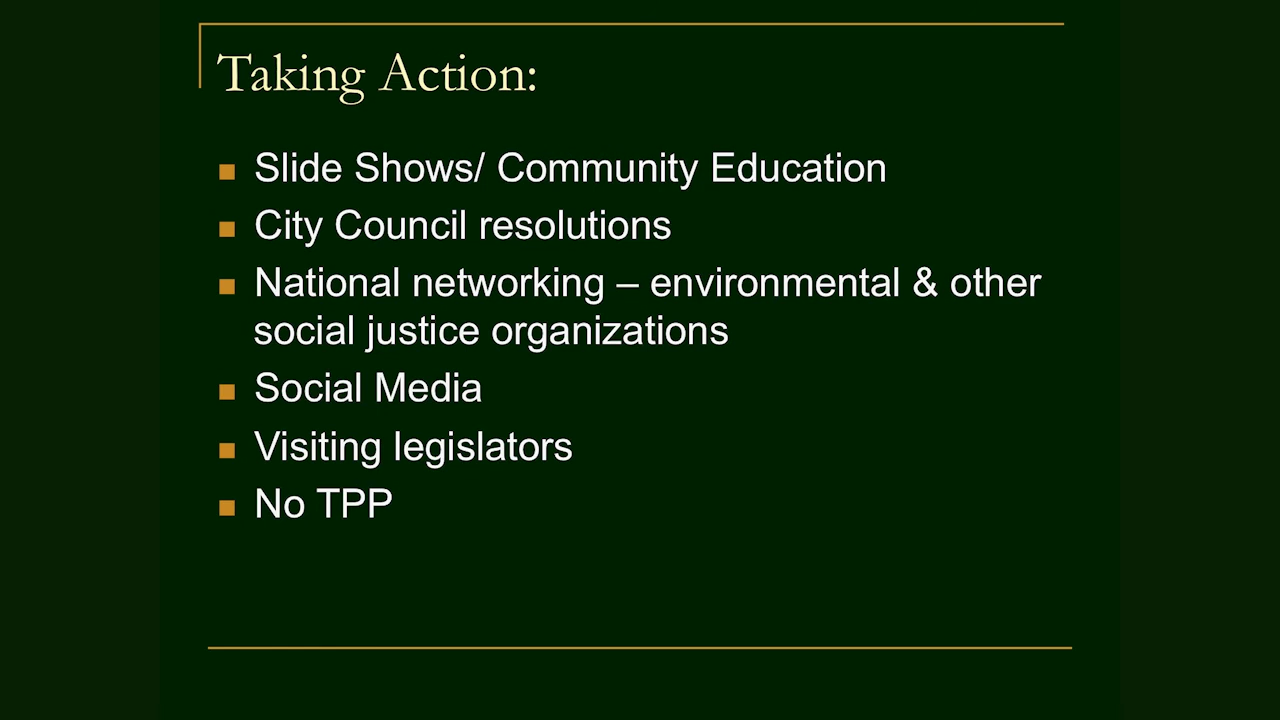 Taking Action:
Slide Shows/ Community Education
City Council resolutions
National networking – environmental & other
social justice organizations
Social Media
Visiting legislators
No TPP